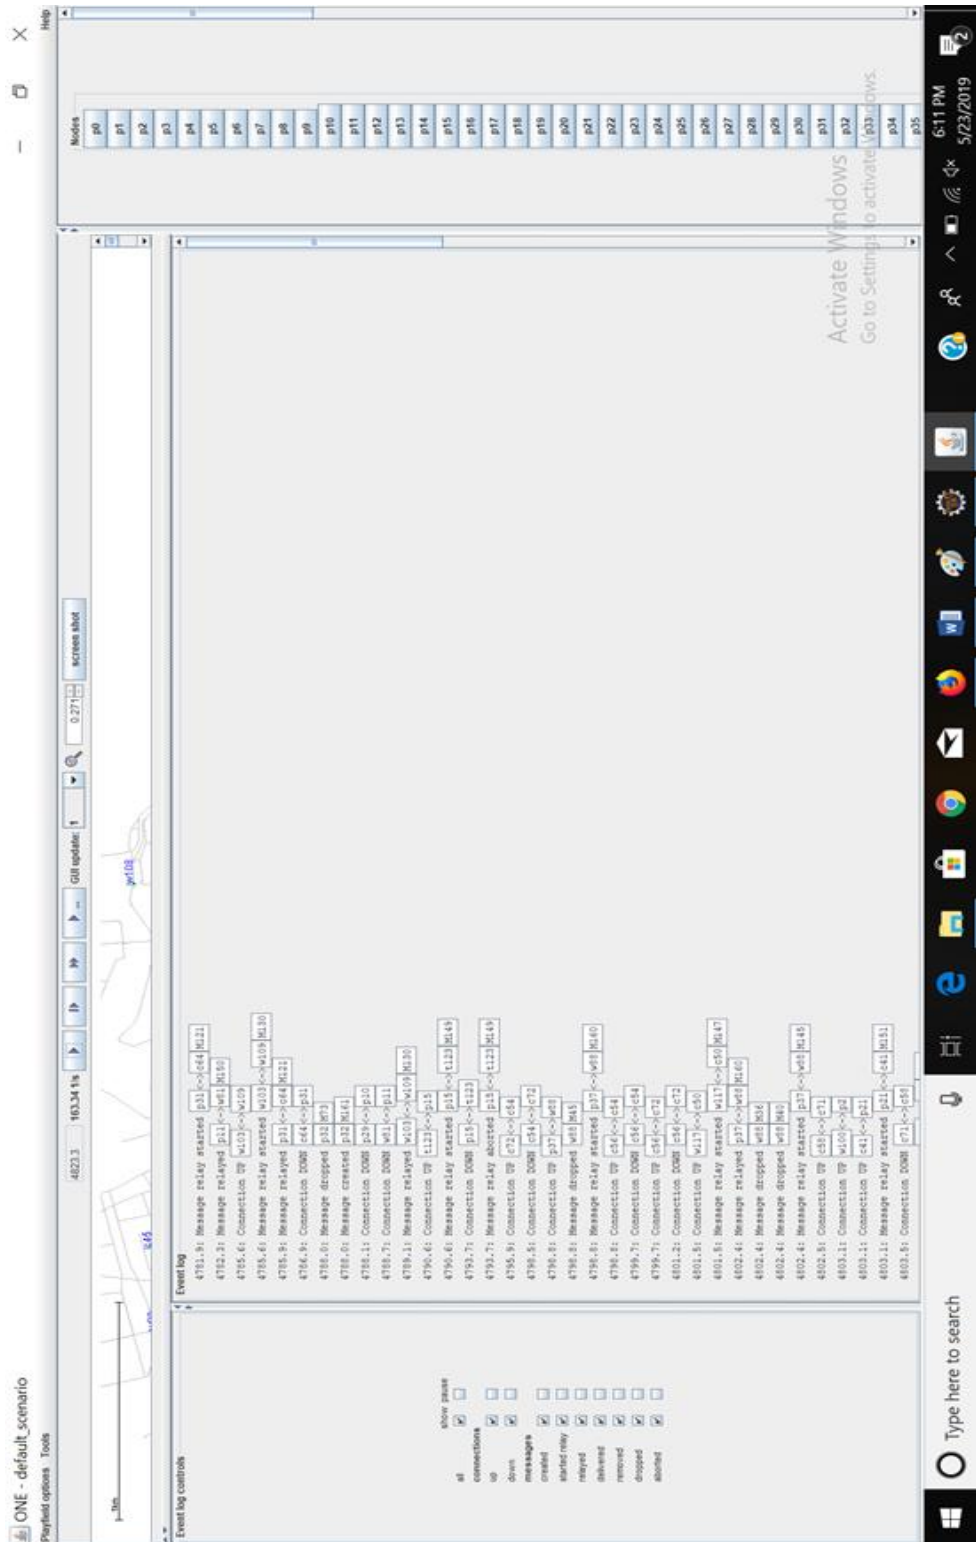 ONE - default_scenario
Playfield options Tools Help
4823.3 163.34 1/s GUI update: 1 0.271 screen shot
1km
w108
Event log controls
show pause
all
connections
up
down
messages
created
started relay
relayed
delivered
removed
dropped
aborted
Event log
4781.9: Message relay started p31<->c64 M121
4782.3: Message relayed p11<->w81 M150
4785.6: Connection UP w103<->w109
4785.6: Message relay started w103<->w109 M130
4785.9: Message relayed p31<->c64 M121
4786.9: Connection DOWN c64<->p31
4788.0: Message dropped p32 M73
4788.0: Message created p32 M161
4788.1: Connection DOWN p29<->p10
4788.7: Connection DOWN w81<->p11
4789.1: Message relayed w103<->w109 M130
4790.6: Connection UP t123<->p15
4790.6: Message relay started p15<->t123 M149
4793.7: Connection DOWN p15<->t123
4793.7: Message relay aborted p15<->t123 M149
4795.9: Connection UP c72<->c54
4798.5: Connection DOWN c54<->c72
4798.8: Connection UP p37<->w88
4798.8: Message dropped w88 M45
4798.8: Message relay started p37<->w88 M160
4798.8: Connection UP c56<->c54
4799.7: Connection DOWN c56<->c54
4799.7: Connection UP c56<->c72
4801.2: Connection DOWN c56<->c72
4801.5: Connection UP w117<->c50
4801.5: Message relay started w117<->c50 M147
4802.4: Message relayed p37<->w88 M160
4802.4: Message dropped w88 M36
4802.4: Message dropped w88 M40
4802.4: Message relay started p37<->w88 M145
4802.5: Connection UP c58<->c71
4803.1: Connection UP w100<->p2
4803.1: Connection UP c41<->p21
4803.1: Message relay started p21<->c41 M151
4803.5: Connection DOWN c71<->c58
Nodes
p0
p1
p2
p3
p4
p5
p6
p7
p8
p9
p10
p11
p12
p13
p14
p15
p16
p17
p18
p19
p20
p21
p22
p23
p24
p25
p26
p27
p28
p29
p30
p31
p32
p33
p34
p35
Activate Windows
Go to Settings to activate Windows.
Type here to search
6:11 PM
5/23/2019
2